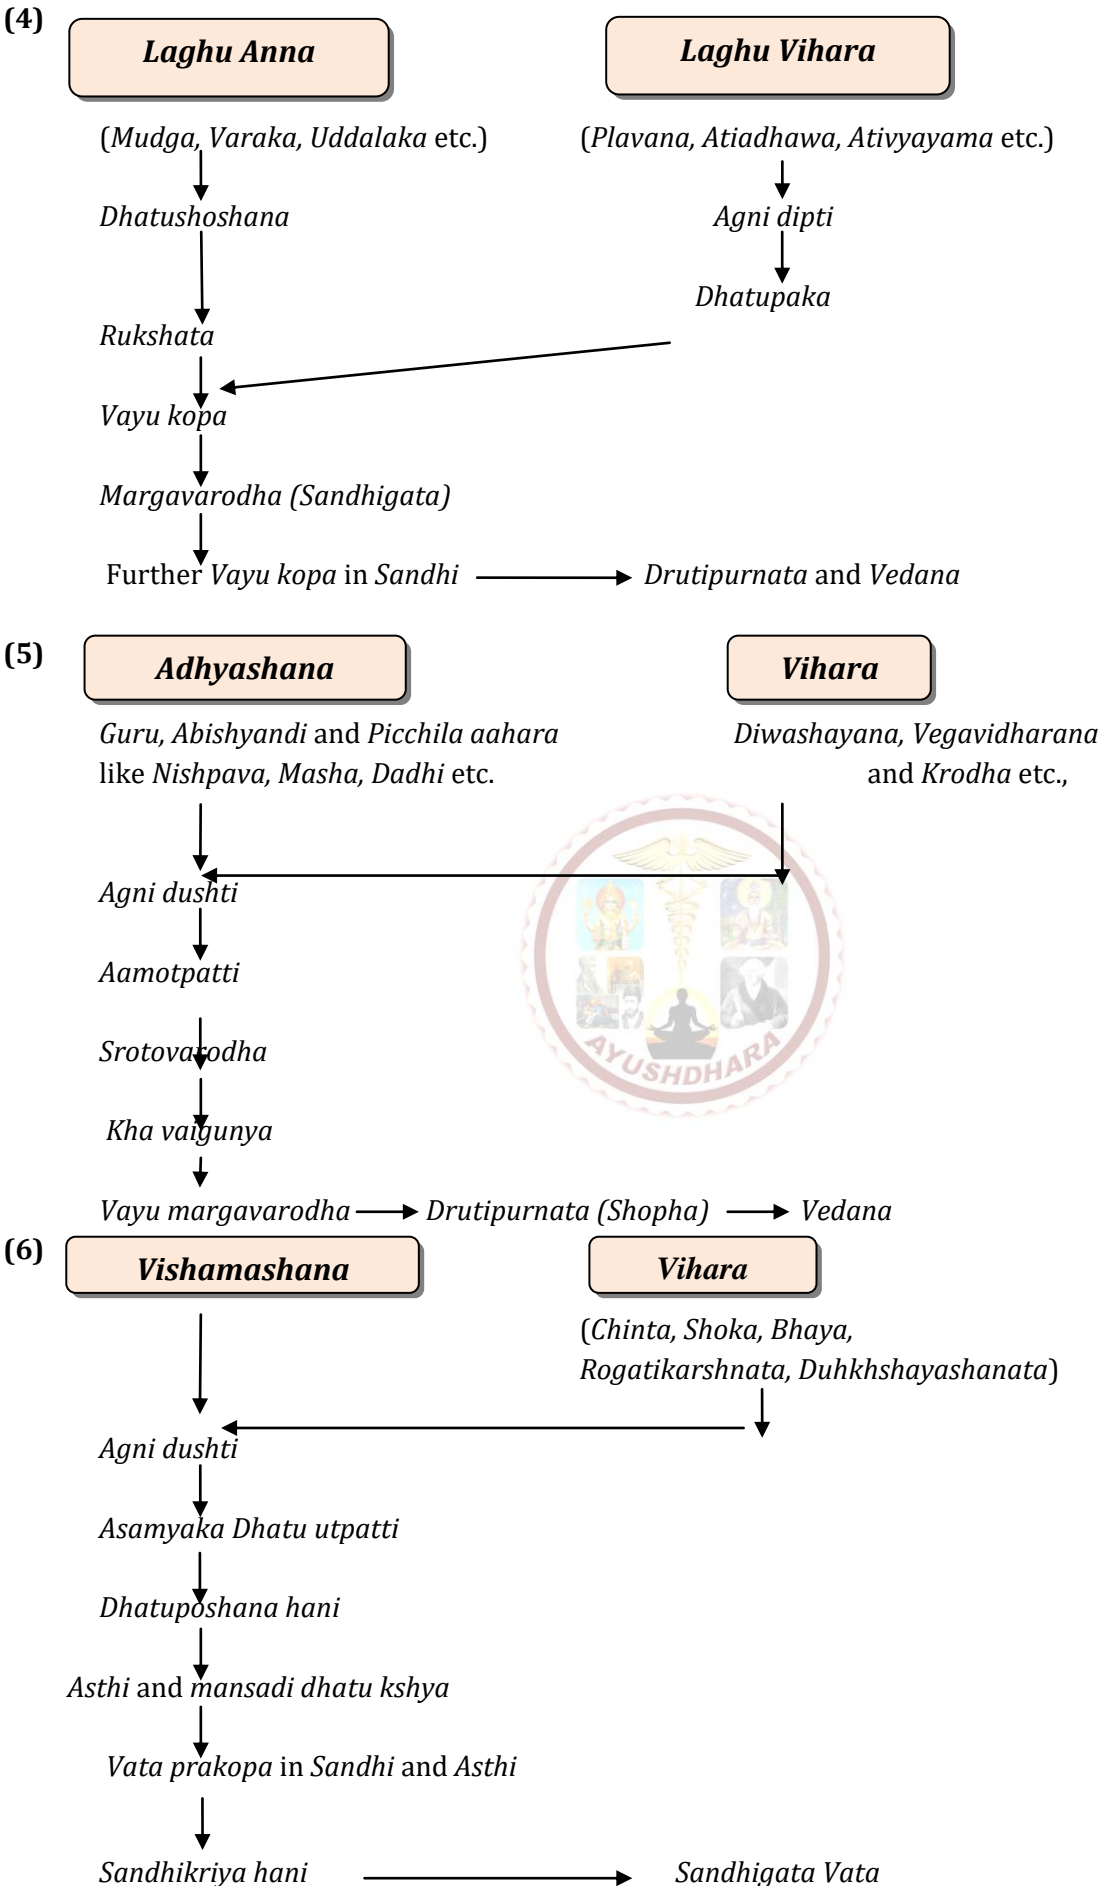 (4)
Laghu Anna
Laghu Vihara
(Mudga, Varaka, Uddalaka etc.)
(Plavana, Atiadhawa, Ativyayama etc.)
Dhatushoshana
Agni dipti
Dhatupaka
Rukshata
Vayu kopa
Margavarodha (Sandhigata)
Further Vayu kopa in Sandhi
Drutipurnata and Vedana
(5)
Adhyashana
Vihara
Guru, Abishyandi and Picchila aahara
like Nishpava, Masha, Dadhi etc.
Diwashayana, Vegavidharana
and Krodha etc.,
Agni dushti
Aamotpatti
Srotovarodha
Kha vaigunya
Vayu margavarodha
Drutipurnata (Shopha)
Vedana
AYUSHDHARA
(6)
Vishamashana
Vihara
(Chinta, Shoka, Bhaya,
Rogatikarshnata, Duhkhshayashanata)
Agni dushti
Asamyaka Dhatu utpatti
Dhatuposhana hani
Asthi and mansadi dhatu kshya
Vata prakopa in Sandhi and Asthi
Sandhikriya hani
Sandhigata Vata